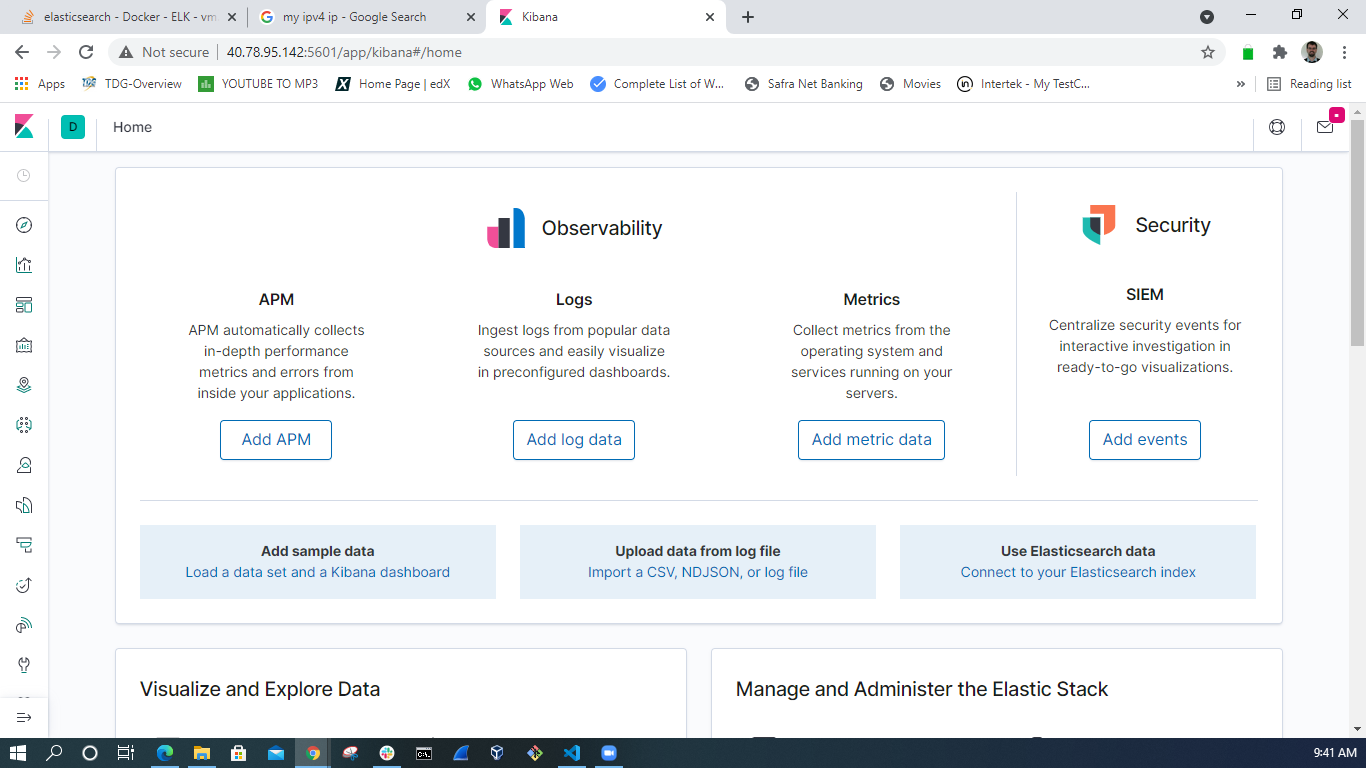 elasticsearch - Docker - ELK - vm
my ipv4 ip - Google Search
Kibana
Not secure
40.78.95.142:5601/app/kibana#/home
Apps
TDG-Overview
YOUTUBE TO MP3
Home Page | edX
WhatsApp Web
Complete List of W...
Safra Net Banking
Movies
Intertek - My TestC...
»
Reading list
D
Home
Observability
Security
APM
APM automatically collects
in-depth performance
metrics and errors from
inside your applications.
Add APM
Logs
Ingest logs from popular data
sources and easily visualize
in preconfigured dashboards.
Add log data
Metrics
Collect metrics from the
operating system and
services running on your
servers.
Add metric data
SIEM
Centralize security events for
interactive investigation in
ready-to-go visualizations.
Add events
Add sample data
Load a data set and a Kibana dashboard
Upload data from log file
Import a CSV, NDJSON, or log file
Use Elasticsearch data
Connect to your Elasticsearch index
Visualize and Explore Data
Manage and Administer the Elastic Stack
9:41 AM